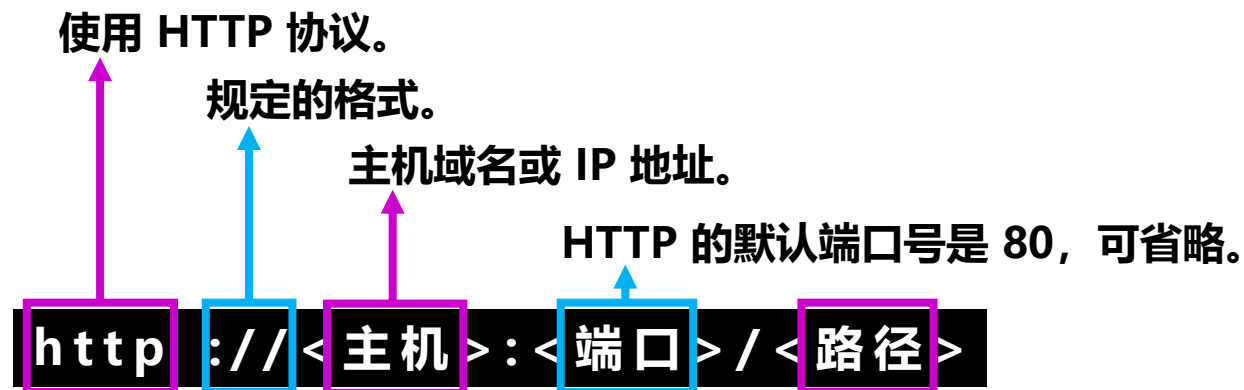 使用 HTTP 协议。
规定的格式。
主机域名或 IP 地址。
HTTP 的默认端口号是 80，可省略。
http://<主机>:<端口>/<路径>